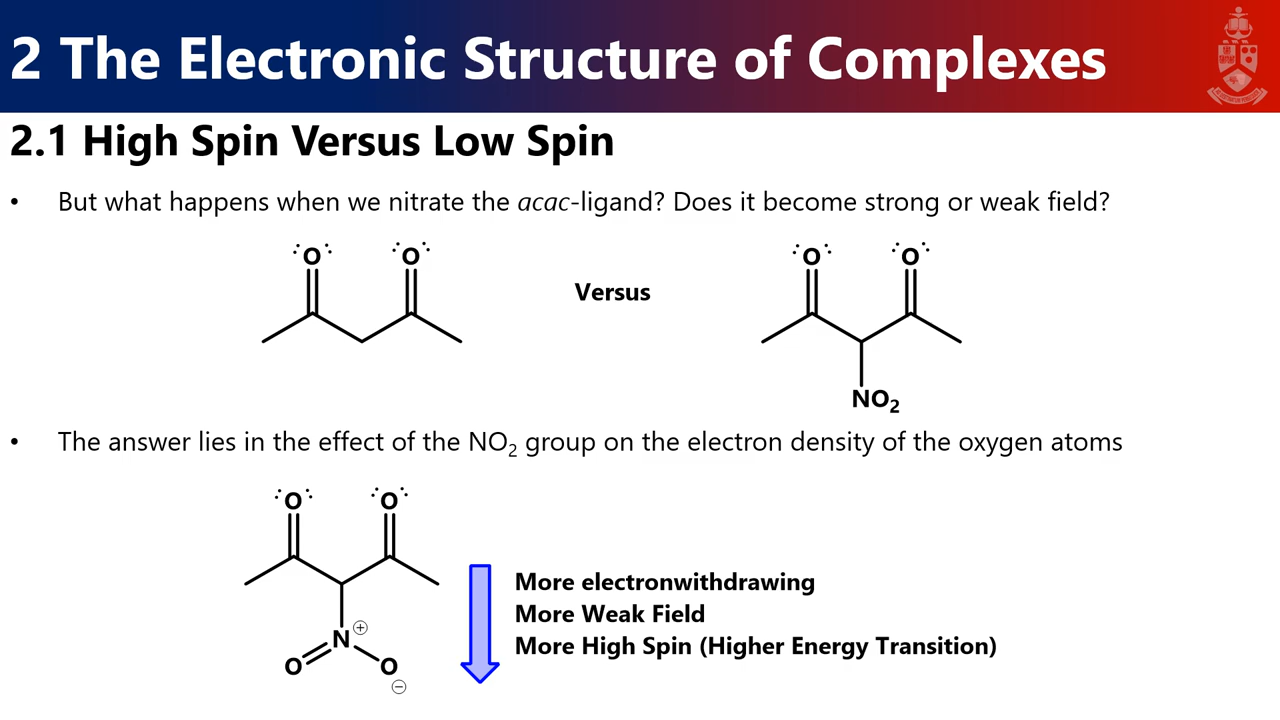 2 The Electronic Structure of Complexes
2.1 High Spin Versus Low Spin
• But what happens when we nitrate the acac-ligand? Does it become strong or weak field?
O O
Versus
O O
NO₂
• The answer lies in the effect of the NO₂ group on the electron density of the oxygen atoms
O O
N⊕
O O
⊖
More electronwithdrawing
More Weak Field
More High Spin (Higher Energy Transition)